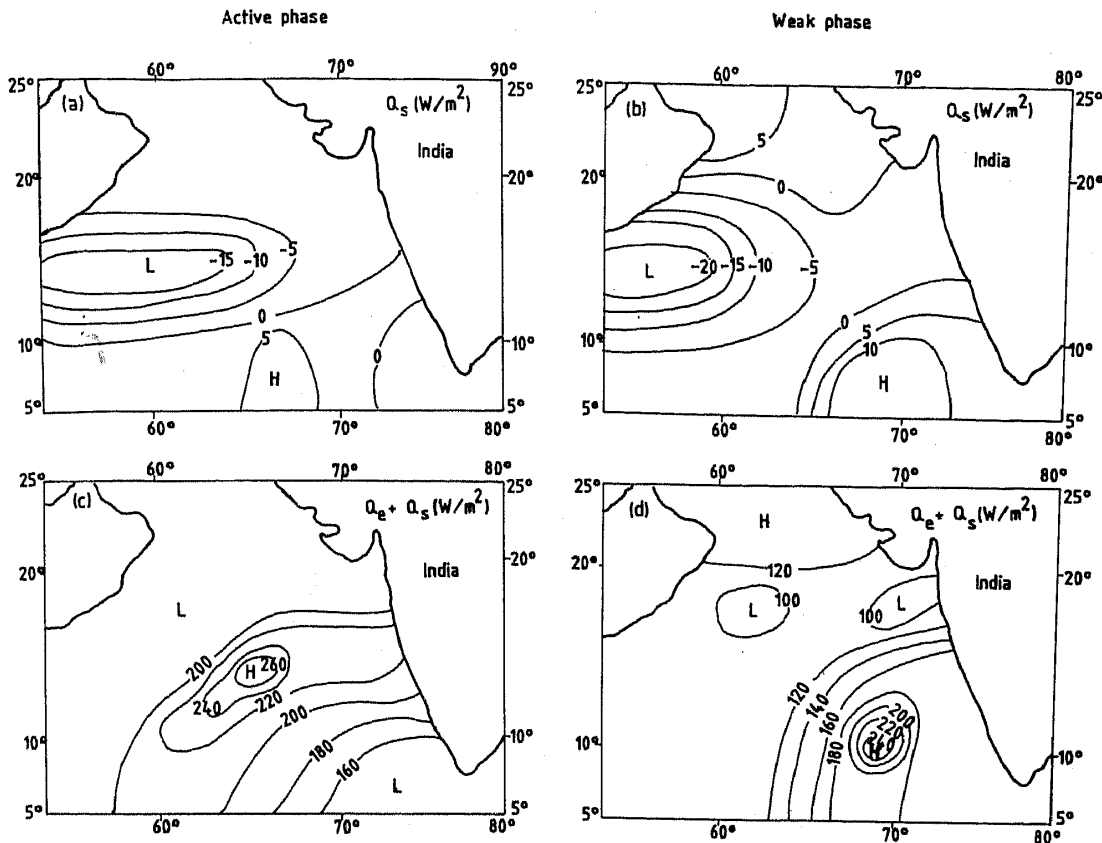 Active phase
Weak phase
60° 70° 90°
25° 25°
(a) Qs (W/m²)
India
20° 20°
-15 -10 -5
L
0
10° 5 10°
0
H
5° 5°
60° 70° 80°
60° 70° 80°
25° 25°
(b) Qs (W/m²)
5 India
20° 0 20°
L -20 -15 -10 -5
0
10° 5 10°
10
H
5° 5°
60° 70° 80°
60° 70° 80°
25° 25°
(c) Qe + Qs (W/m²)
India
20° 20°
L
200
H 260
240 220
200
10° 180 10°
160
L
5° 5°
60° 70° 80°
60° 70° 80°
25° 25°
(d) H Qe + Qs (W/m²)
20° 120 India 20°
L 100 100 L
120
140
160 200
180 220
240
10° H 10°
5° 5°
60° 70° 80°